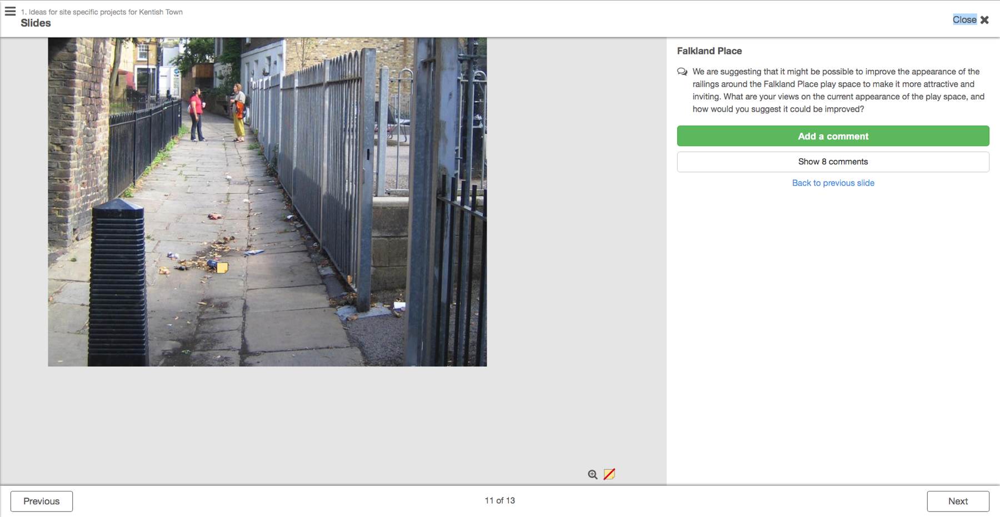 1. Ideas for site specific projects for Kentish Town
Slides
Close
Falkland Place
We are suggesting that it might be possible to improve the appearance of the
railings around the Falkland Place play space to make it more attractive and
inviting. What are your views on the current appearance of the play space, and
how would you suggest it could be improved?
Add a comment
Show 8 comments
Back to previous slide
Previous
11 of 13
Next